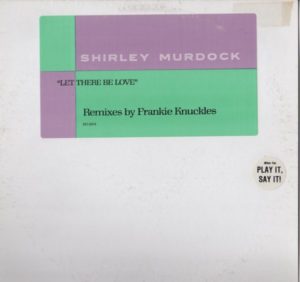 SHIRLEY MURDOCK
"LET THERE BE LOVE"
Remixes by Frankie Knuckles
PLAY IT,
SAY IT!